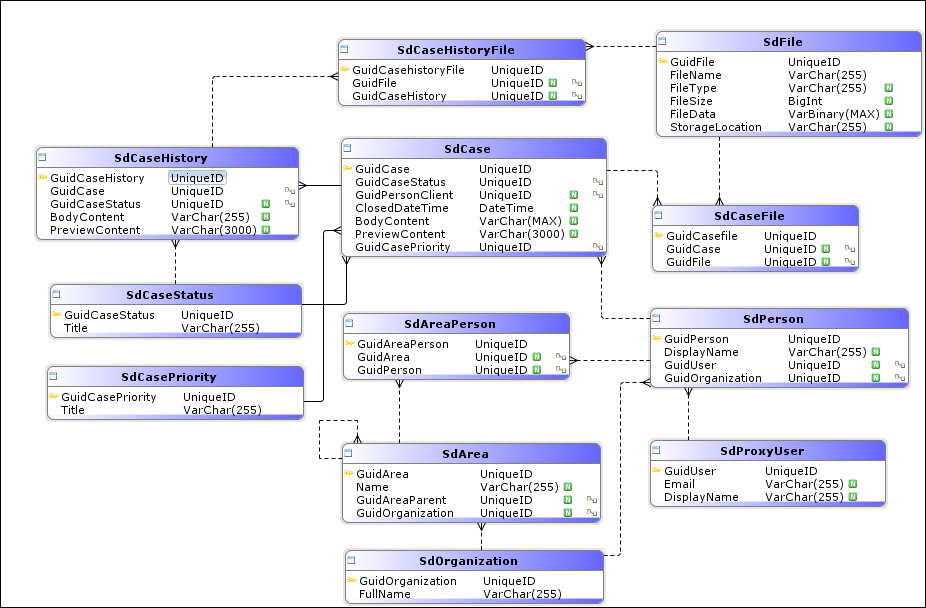 SdCaseHistoryFile
GuidCasehistoryFile UniqueID
GuidFile UniqueID N
GuidCaseHistory UniqueID N
SdFile
GuidFile UniqueID
FileName VarChar(255)
FileType VarChar(255) N
FileSize BigInt N
FileData VarBinary(MAX) N
StorageLocation VarChar(255) N
SdCaseHistory
GuidCaseHistory UniqueID
GuidCase UniqueID
GuidCaseStatus UniqueID N
BodyContent VarChar(255) N
PreviewContent VarChar(3000) N
SdCase
GuidCase UniqueID
GuidCaseStatus UniqueID
GuidPersonClient UniqueID N
ClosedDateTime DateTime N
BodyContent VarChar(MAX) N
PreviewContent VarChar(3000) N
GuidCasePriority UniqueID
SdCaseFile
GuidCasefile UniqueID
GuidCase UniqueID N
GuidFile UniqueID N
SdCaseStatus
GuidCaseStatus UniqueID
Title VarChar(255)
SdAreaPerson
GuidAreaPerson UniqueID
GuidArea UniqueID N
GuidPerson UniqueID N
SdPerson
GuidPerson UniqueID
DisplayName VarChar(255) N
GuidUser UniqueID N
GuidOrganization UniqueID N
SdCasePriority
GuidCasePriority UniqueID
Title VarChar(255)
SdArea
GuidArea UniqueID
Name VarChar(255) N
GuidAreaParent UniqueID N
GuidOrganization UniqueID N
SdProxyUser
GuidUser UniqueID
Email VarChar(255) N
DisplayName VarChar(255) N
SdOrganization
GuidOrganization UniqueID
FullName VarChar(255)